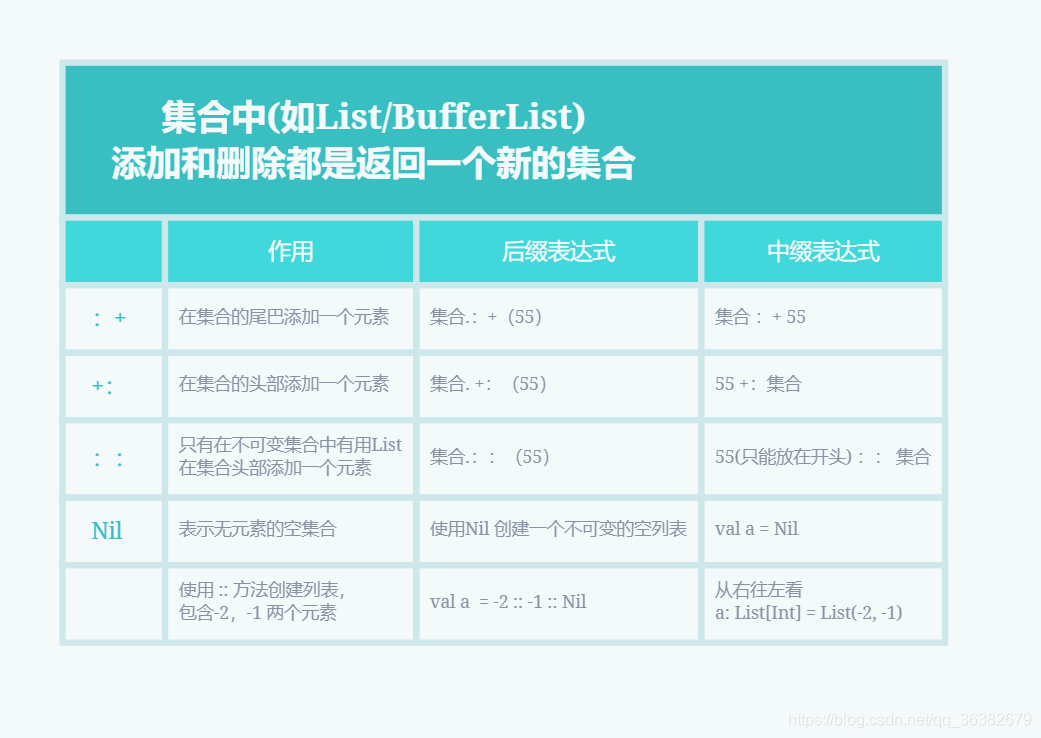 集合中(如List/BufferList)
添加和删除都是返回一个新的集合
作用 后缀表达式 中缀表达式
：+ 在集合的尾巴添加一个元素 集合.：+（55） 集合 ：+ 55
+： 在集合的头部添加一个元素 集合. +：（55） 55 +：集合
：： 只有在不可变集合中有用List
在集合头部添加一个元素 集合.：：（55） 55(只能放在开头) ：： 集合
Nil 表示无元素的空集合 使用Nil 创建一个不可变的空列表 val a = Nil
使用 :: 方法创建列表，
包含-2，-1 两个元素 val a = -2 :: -1 :: Nil 从右往左看
a: List[Int] = List(-2, -1)
https://blog.csdn.net/qq_36382679